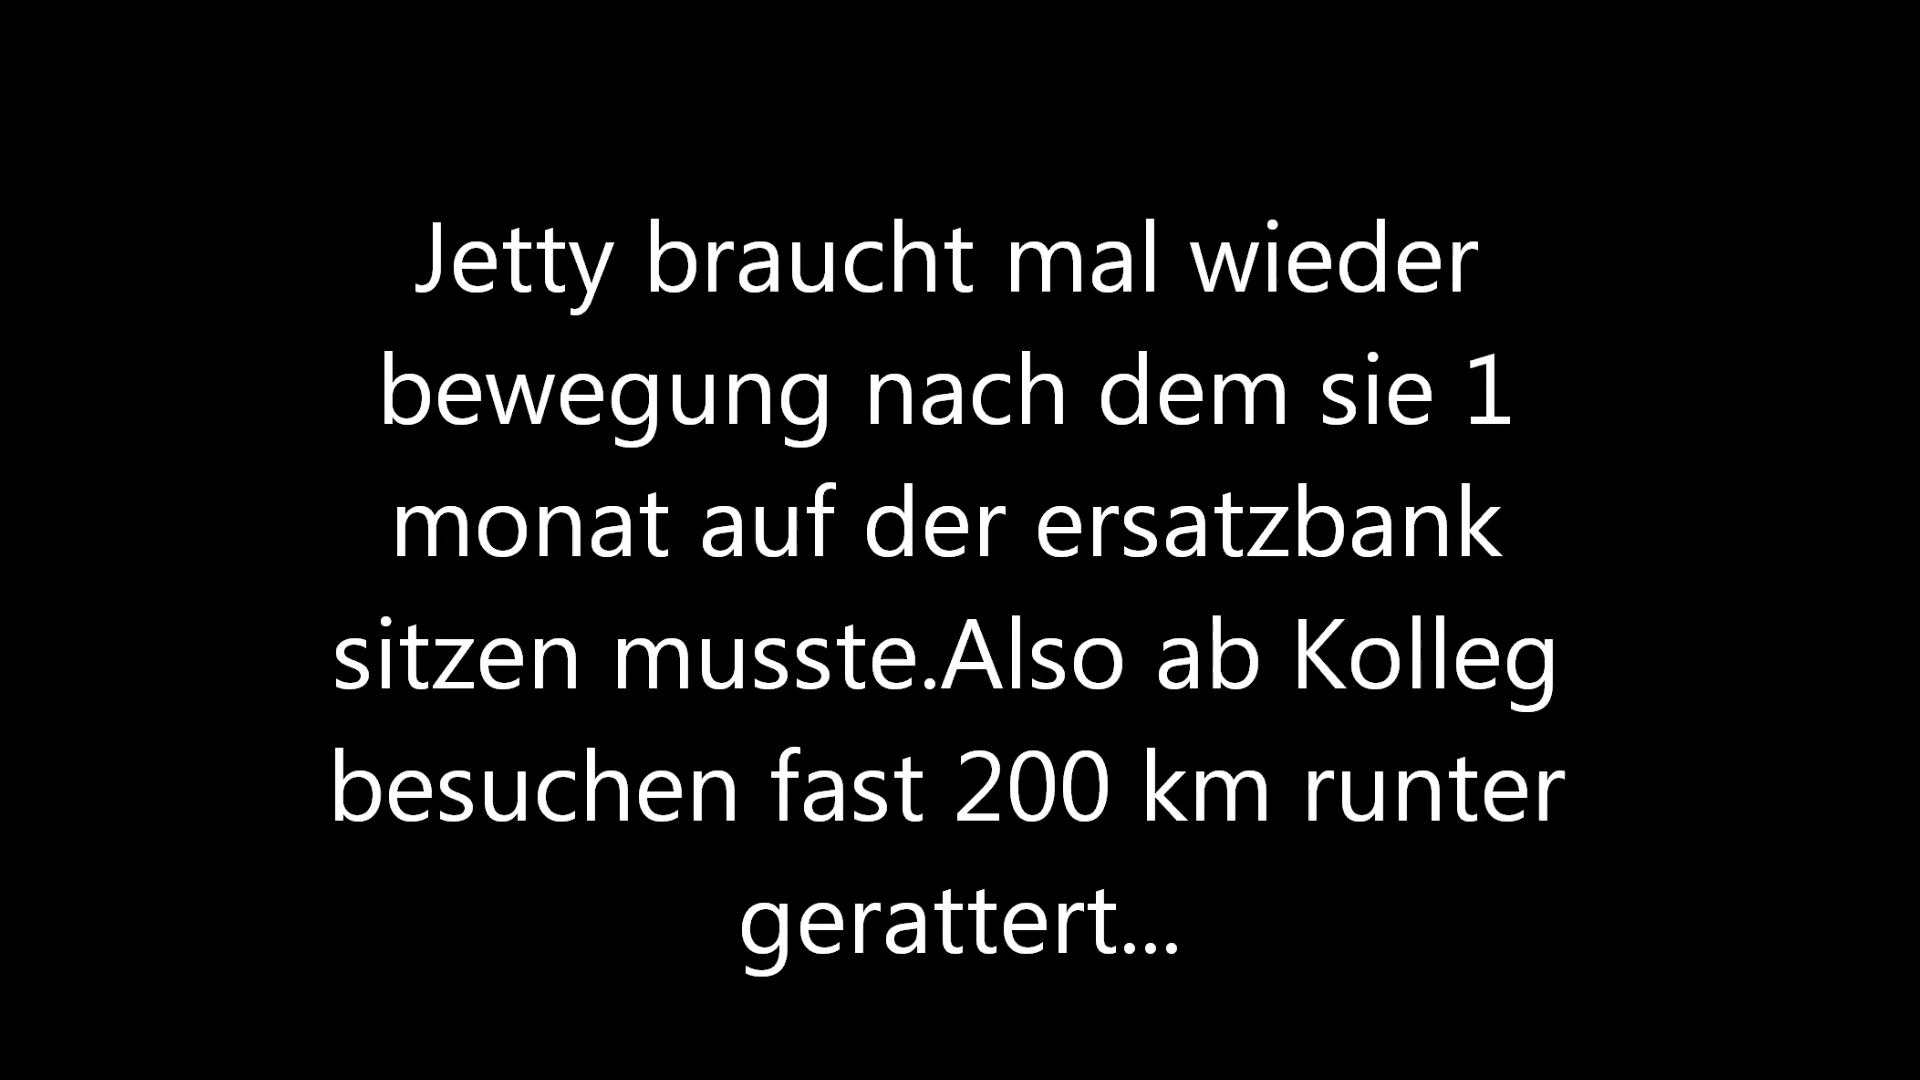 Jetty braucht mal wieder
bewegung nach dem sie 1
monat auf der ersatzbank
sitzen musste.Also ab Kolleg
besuchen fast 200 km runter
gerattert...